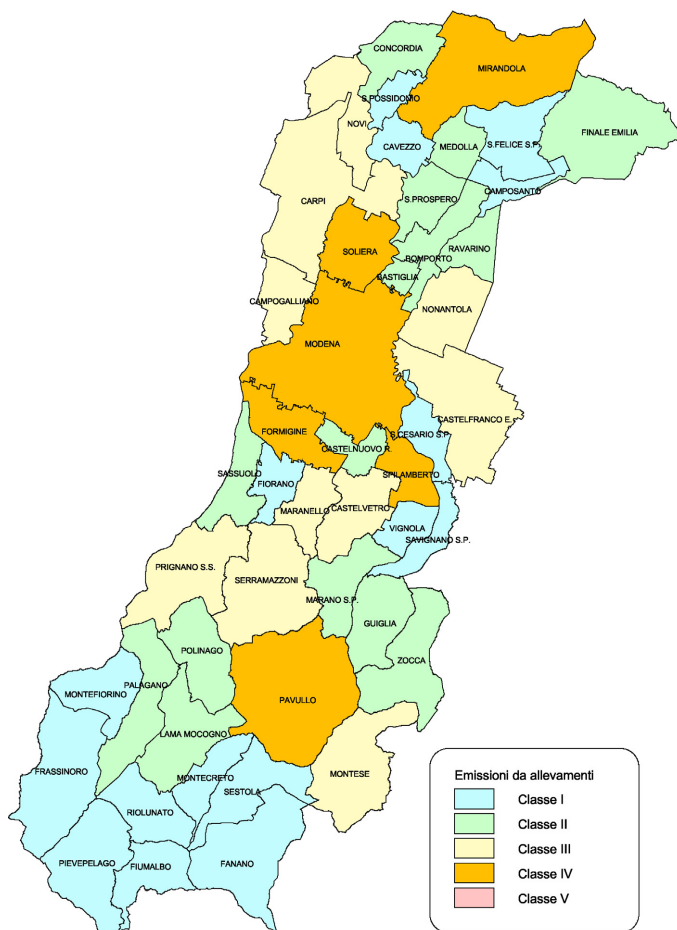 CONCORDIA
MIRANDOLA
S.POSSIDONIO
NOVI
FINALE EMILIA
CAVEZZO
MEDOLLA
S.FELICE S.P.
CAMPOSANTO
CARPI
S.PROSPERO
SOLIERA
RAVARINO
BOMPORTO
BASTIGLIA
CAMPOGALLIANO
NONANTOLA
MODENA
CASTELFRANCO E.
FORMIGINE
S.CESARIO S.P.
CASTELNUOVO R.
SASSUOLO
SPILAMBERTO
FIORANO
MARANELLO
CASTELVETRO
VIGNOLA
SAVIGNANO S.P.
PRIGNANO S.S.
SERRAMAZZONI
MARANO S.P.
GUIGLIA
POLINAGO
ZOCCA
PALAGANO
MONTEFIORINO
PAVULLO
LAMA MOCOGNO
FRASSINORO
MONTECRETO
MONTESE
SESTOLA
RIOLUNATO
PIEVEPELAGO
FIUMALBO
FANANO
Emissioni da allevamenti
Classe I
Classe II
Classe III
Classe IV
Classe V